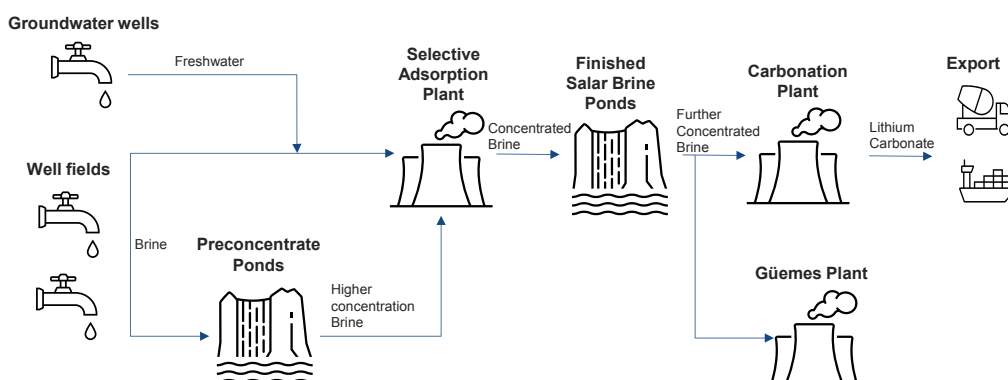 Groundwater wells
Freshwater
Selective
Adsorption
Plant
Finished
Salar Brine
Ponds
Carbonation
Plant
Export
Concentrated
Brine
Further
Concentrated
Brine
Lithium
Carbonate
Well fields
Brine
Preconcentrate
Ponds
Higher
concentration
Brine
Güemes Plant